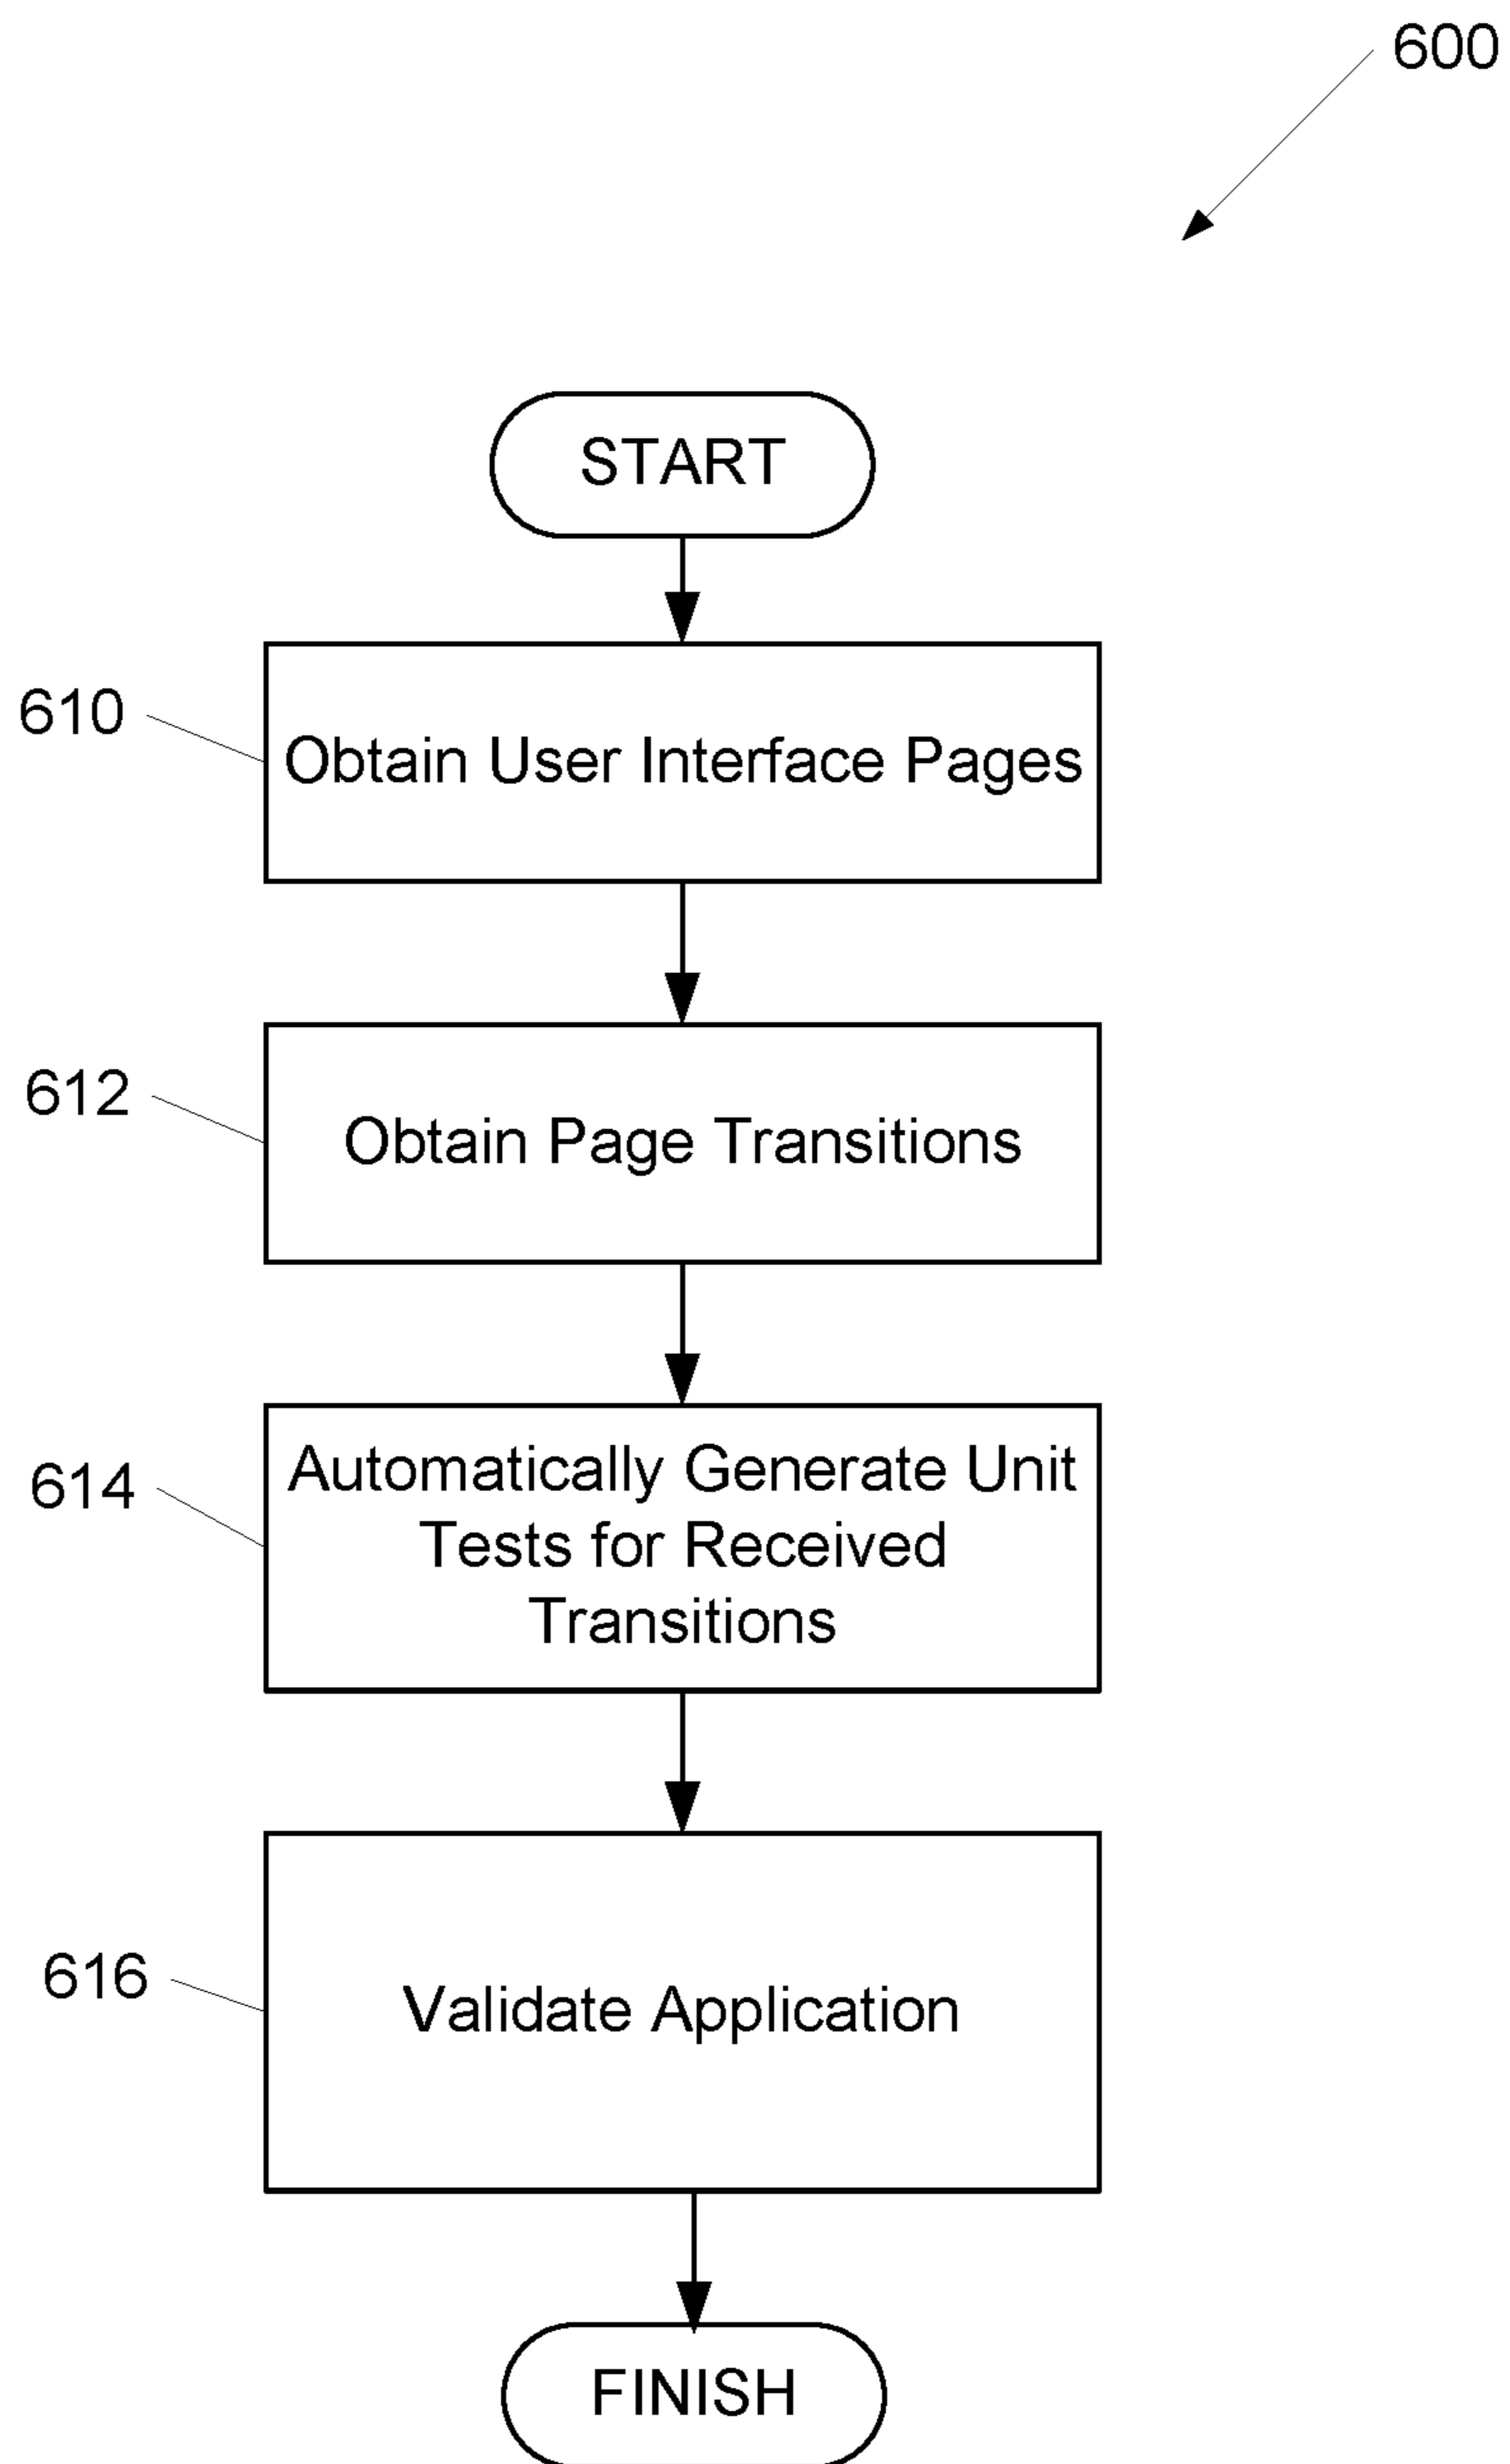 600
START
610
Obtain User Interface Pages
612
Obtain Page Transitions
614
Automatically Generate Unit
Tests for Received
Transitions
616
Validate Application
FINISH